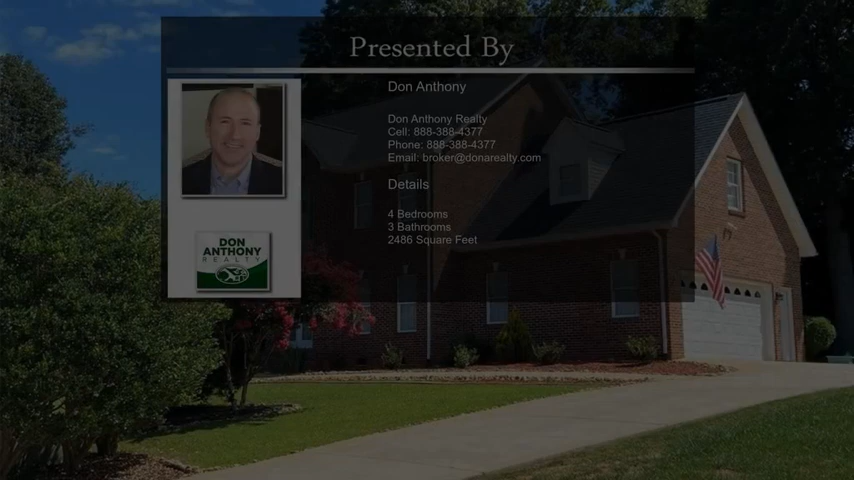 Presented By
Don Anthony
Don Anthony Realty
Cell: 888-388-4377
Phone: 888-388-4377
Email: broker@donarealty.com
Details
4 Bedrooms
3 Bathrooms
2486 Square Feet
DON
ANTHONY
REALTY